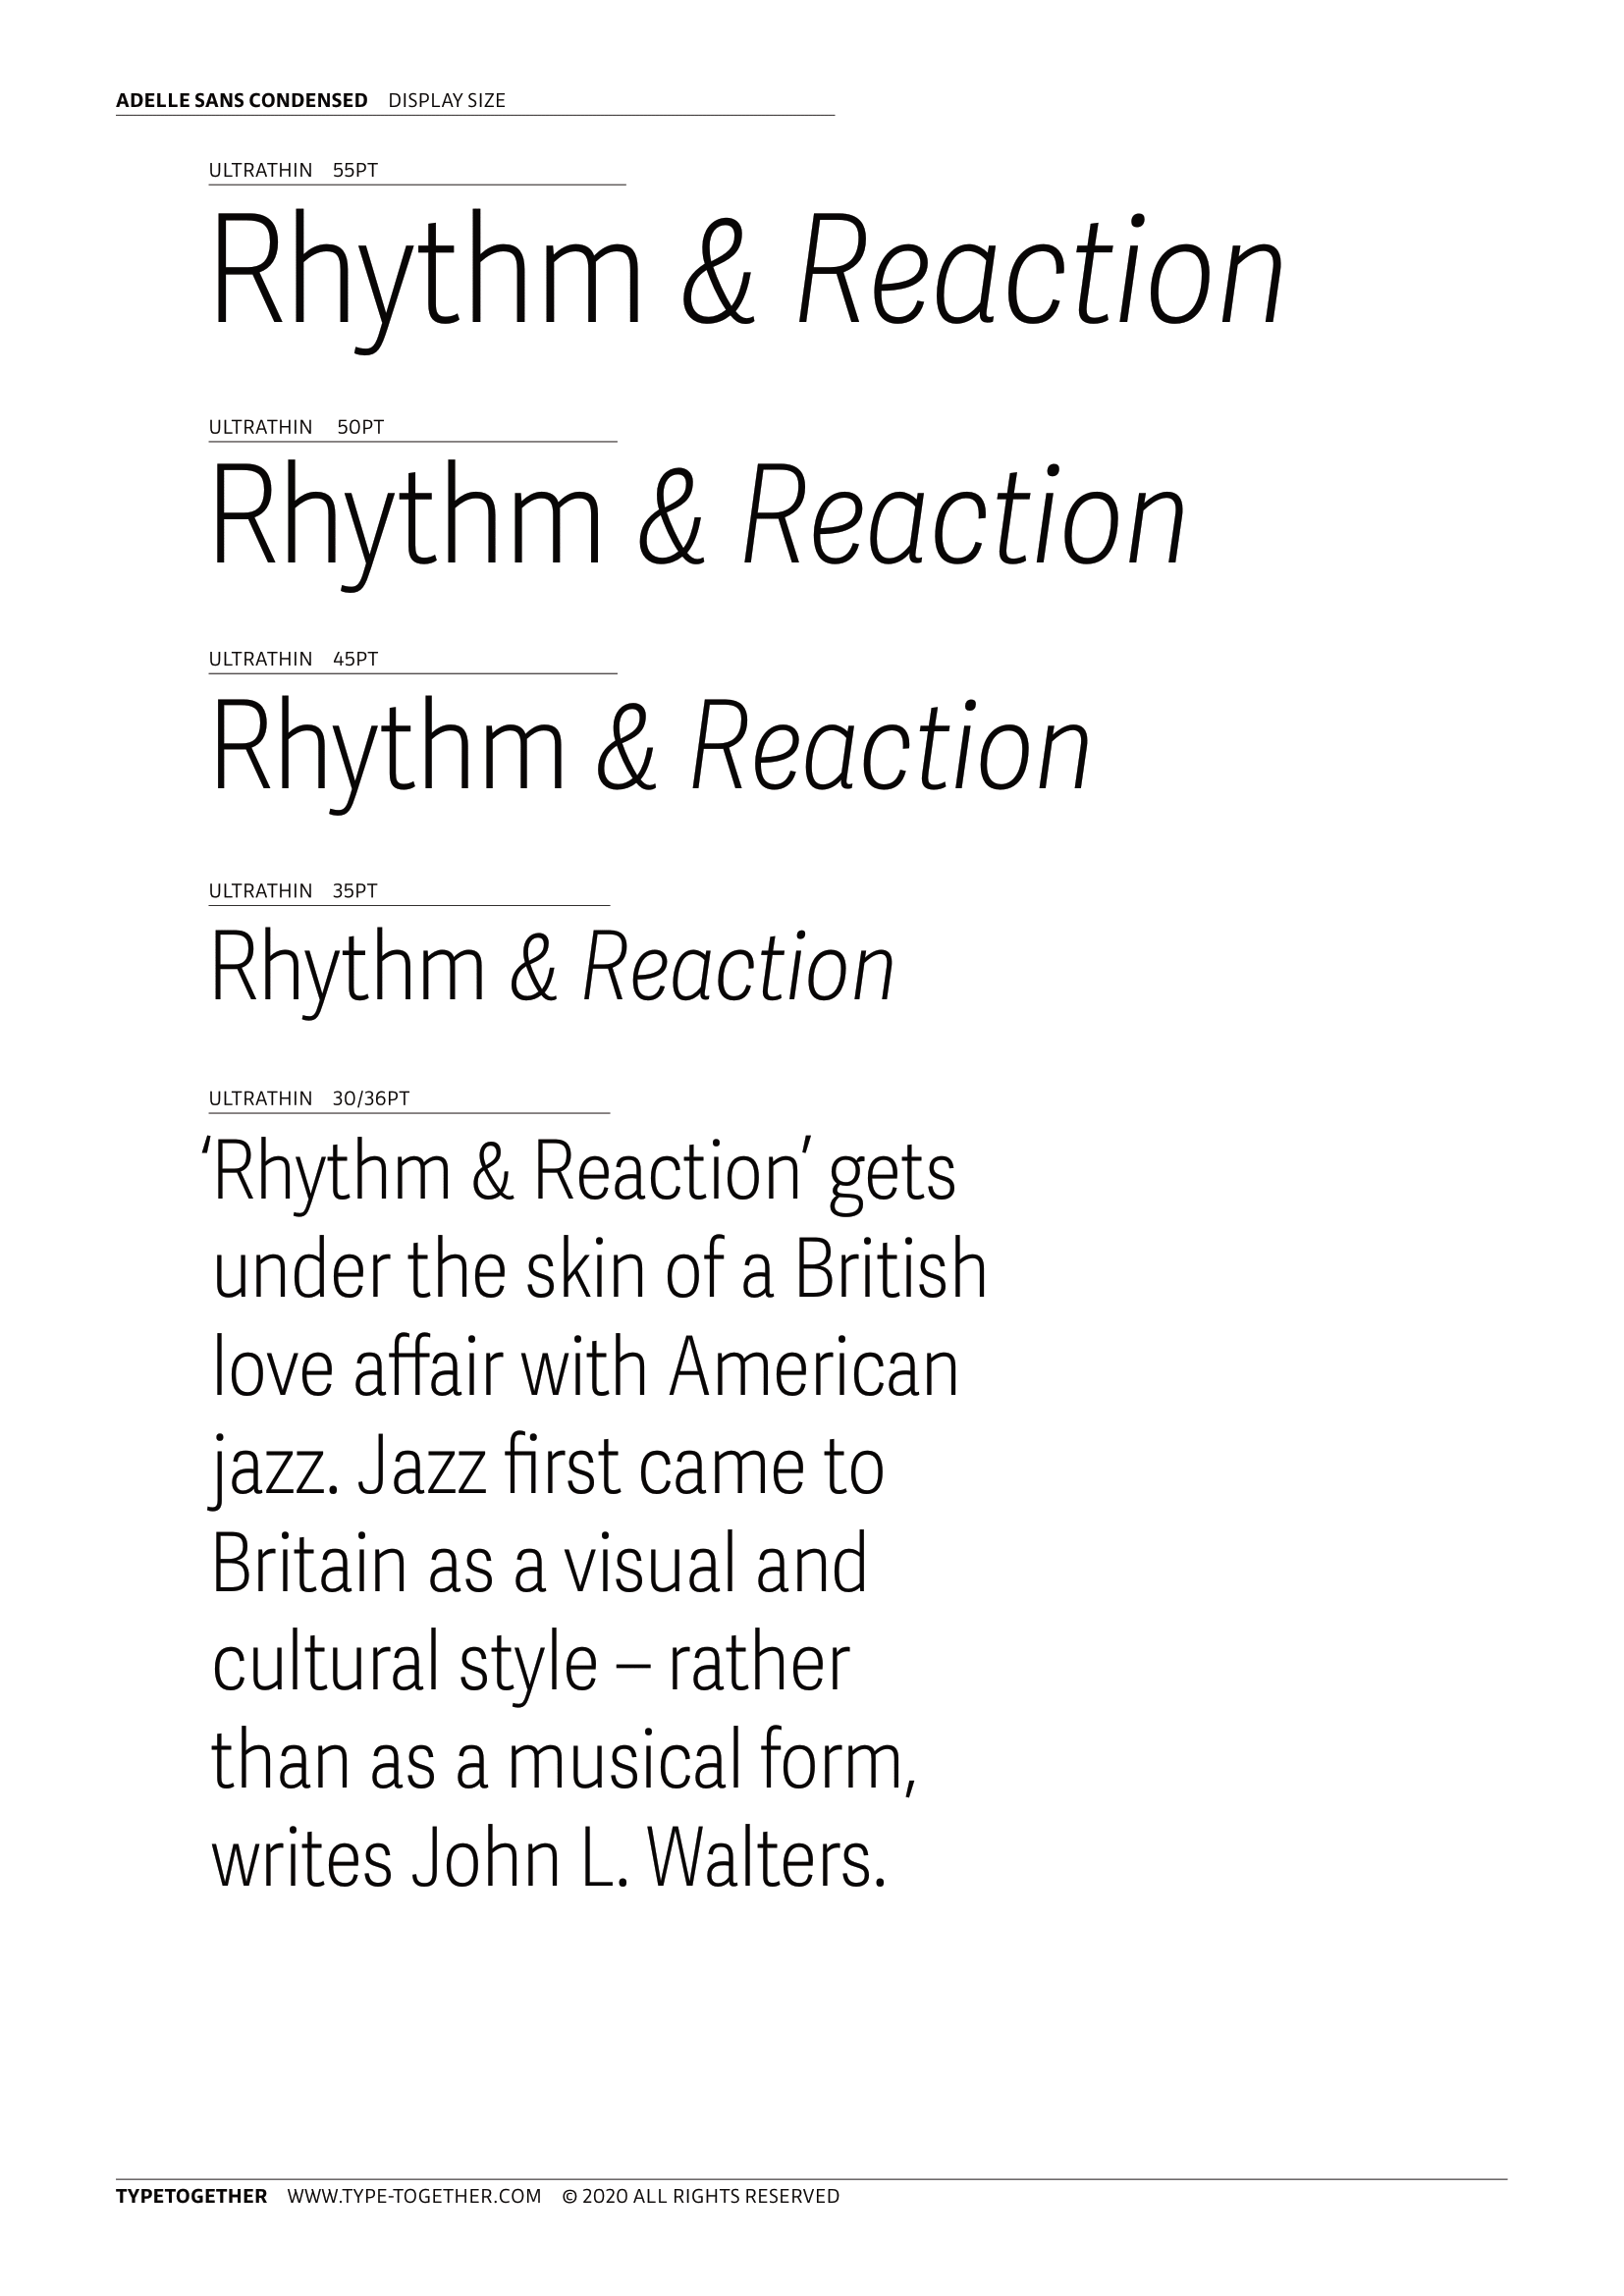 ADELLE SANS CONDENSED DISPLAY SIZE
ULTRATHIN 55PT
Rhythm & Reaction
ULTRATHIN 50PT
Rhythm & Reaction
ULTRATHIN 45PT
Rhythm & Reaction
ULTRATHIN 35PT
Rhythm & Reaction
ULTRATHIN 30/36PT
‘Rhythm & Reaction’ gets
under the skin of a British
love affair with American
jazz. Jazz first came to
Britain as a visual and
cultural style – rather
than as a musical form,
writes John L. Walters.
TYPETOGETHER WWW.TYPE-TOGETHER.COM © 2020 ALL RIGHTS RESERVED